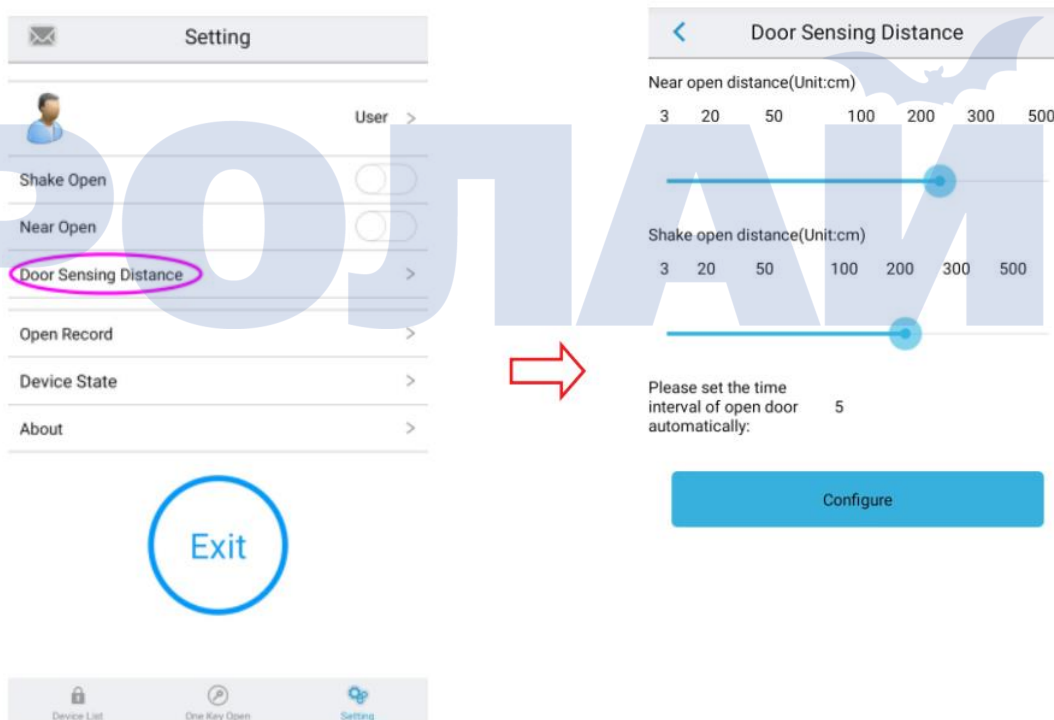 Setting
User >
Shake Open
Near Open
Door Sensing Distance >
Open Record >
Device State >
About >
Exit
Device List
One Key Open
Setting
Door Sensing Distance
Near open distance(Unit:cm)
3 20 50 100 200 300 500
Shake open distance(Unit:cm)
3 20 50 100 200 300 500
Please set the time
interval of open door 5
automatically:
Configure
РОЛАЙ